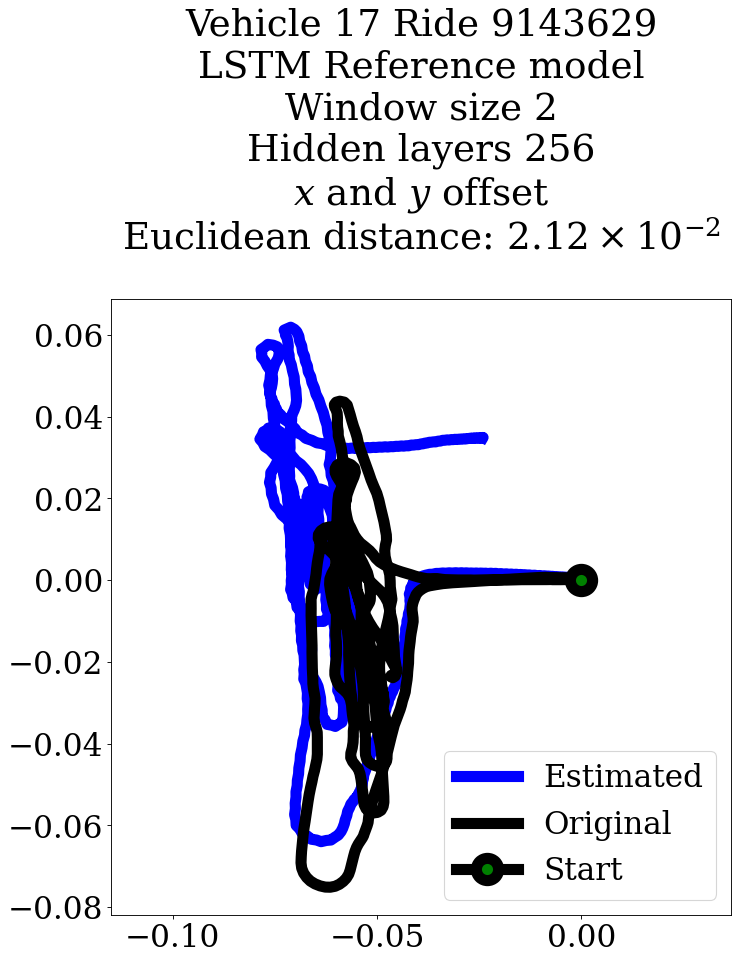 Vehicle 17 Ride 9143629
LSTM Reference model
Window size 2
Hidden layers 256
x and y offset
Euclidean distance: 2.12 × 10⁻²
0.06
0.04
0.02
0.00
−0.02
−0.04
−0.06
−0.08
−0.10
−0.05
0.00
Estimated
Original
Start